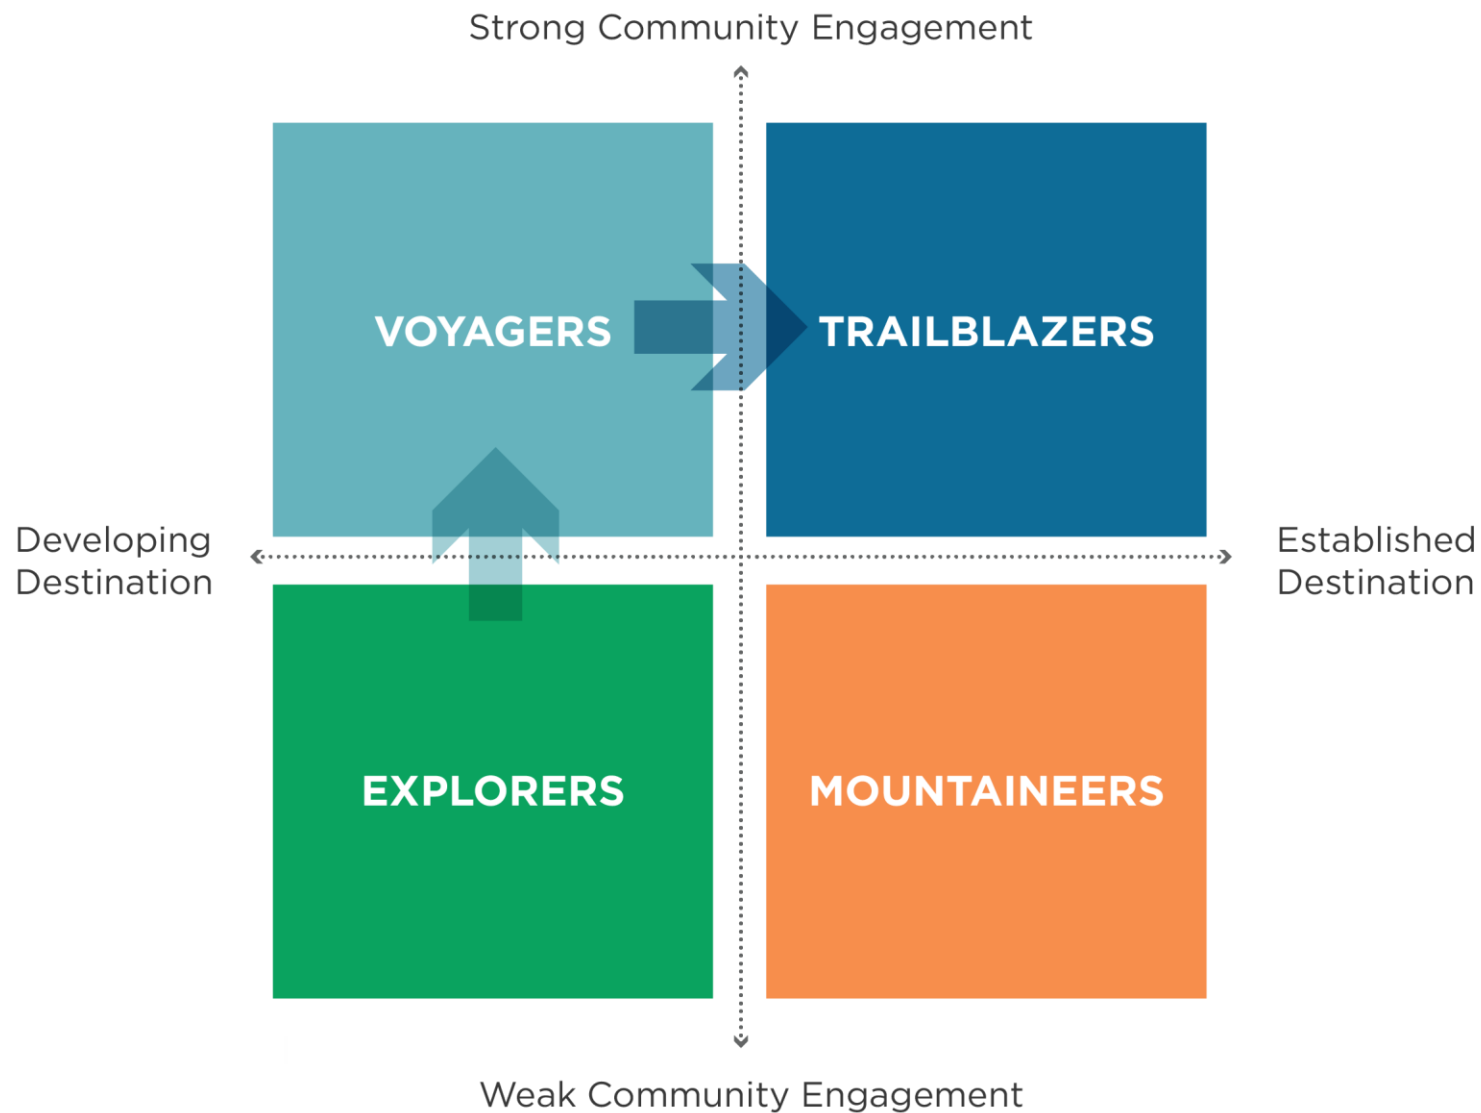 Strong Community Engagement
VOYAGERS
TRAILBLAZERS
Developing
Destination
Established
Destination
EXPLORERS
MOUNTAINEERS
Weak Community Engagement